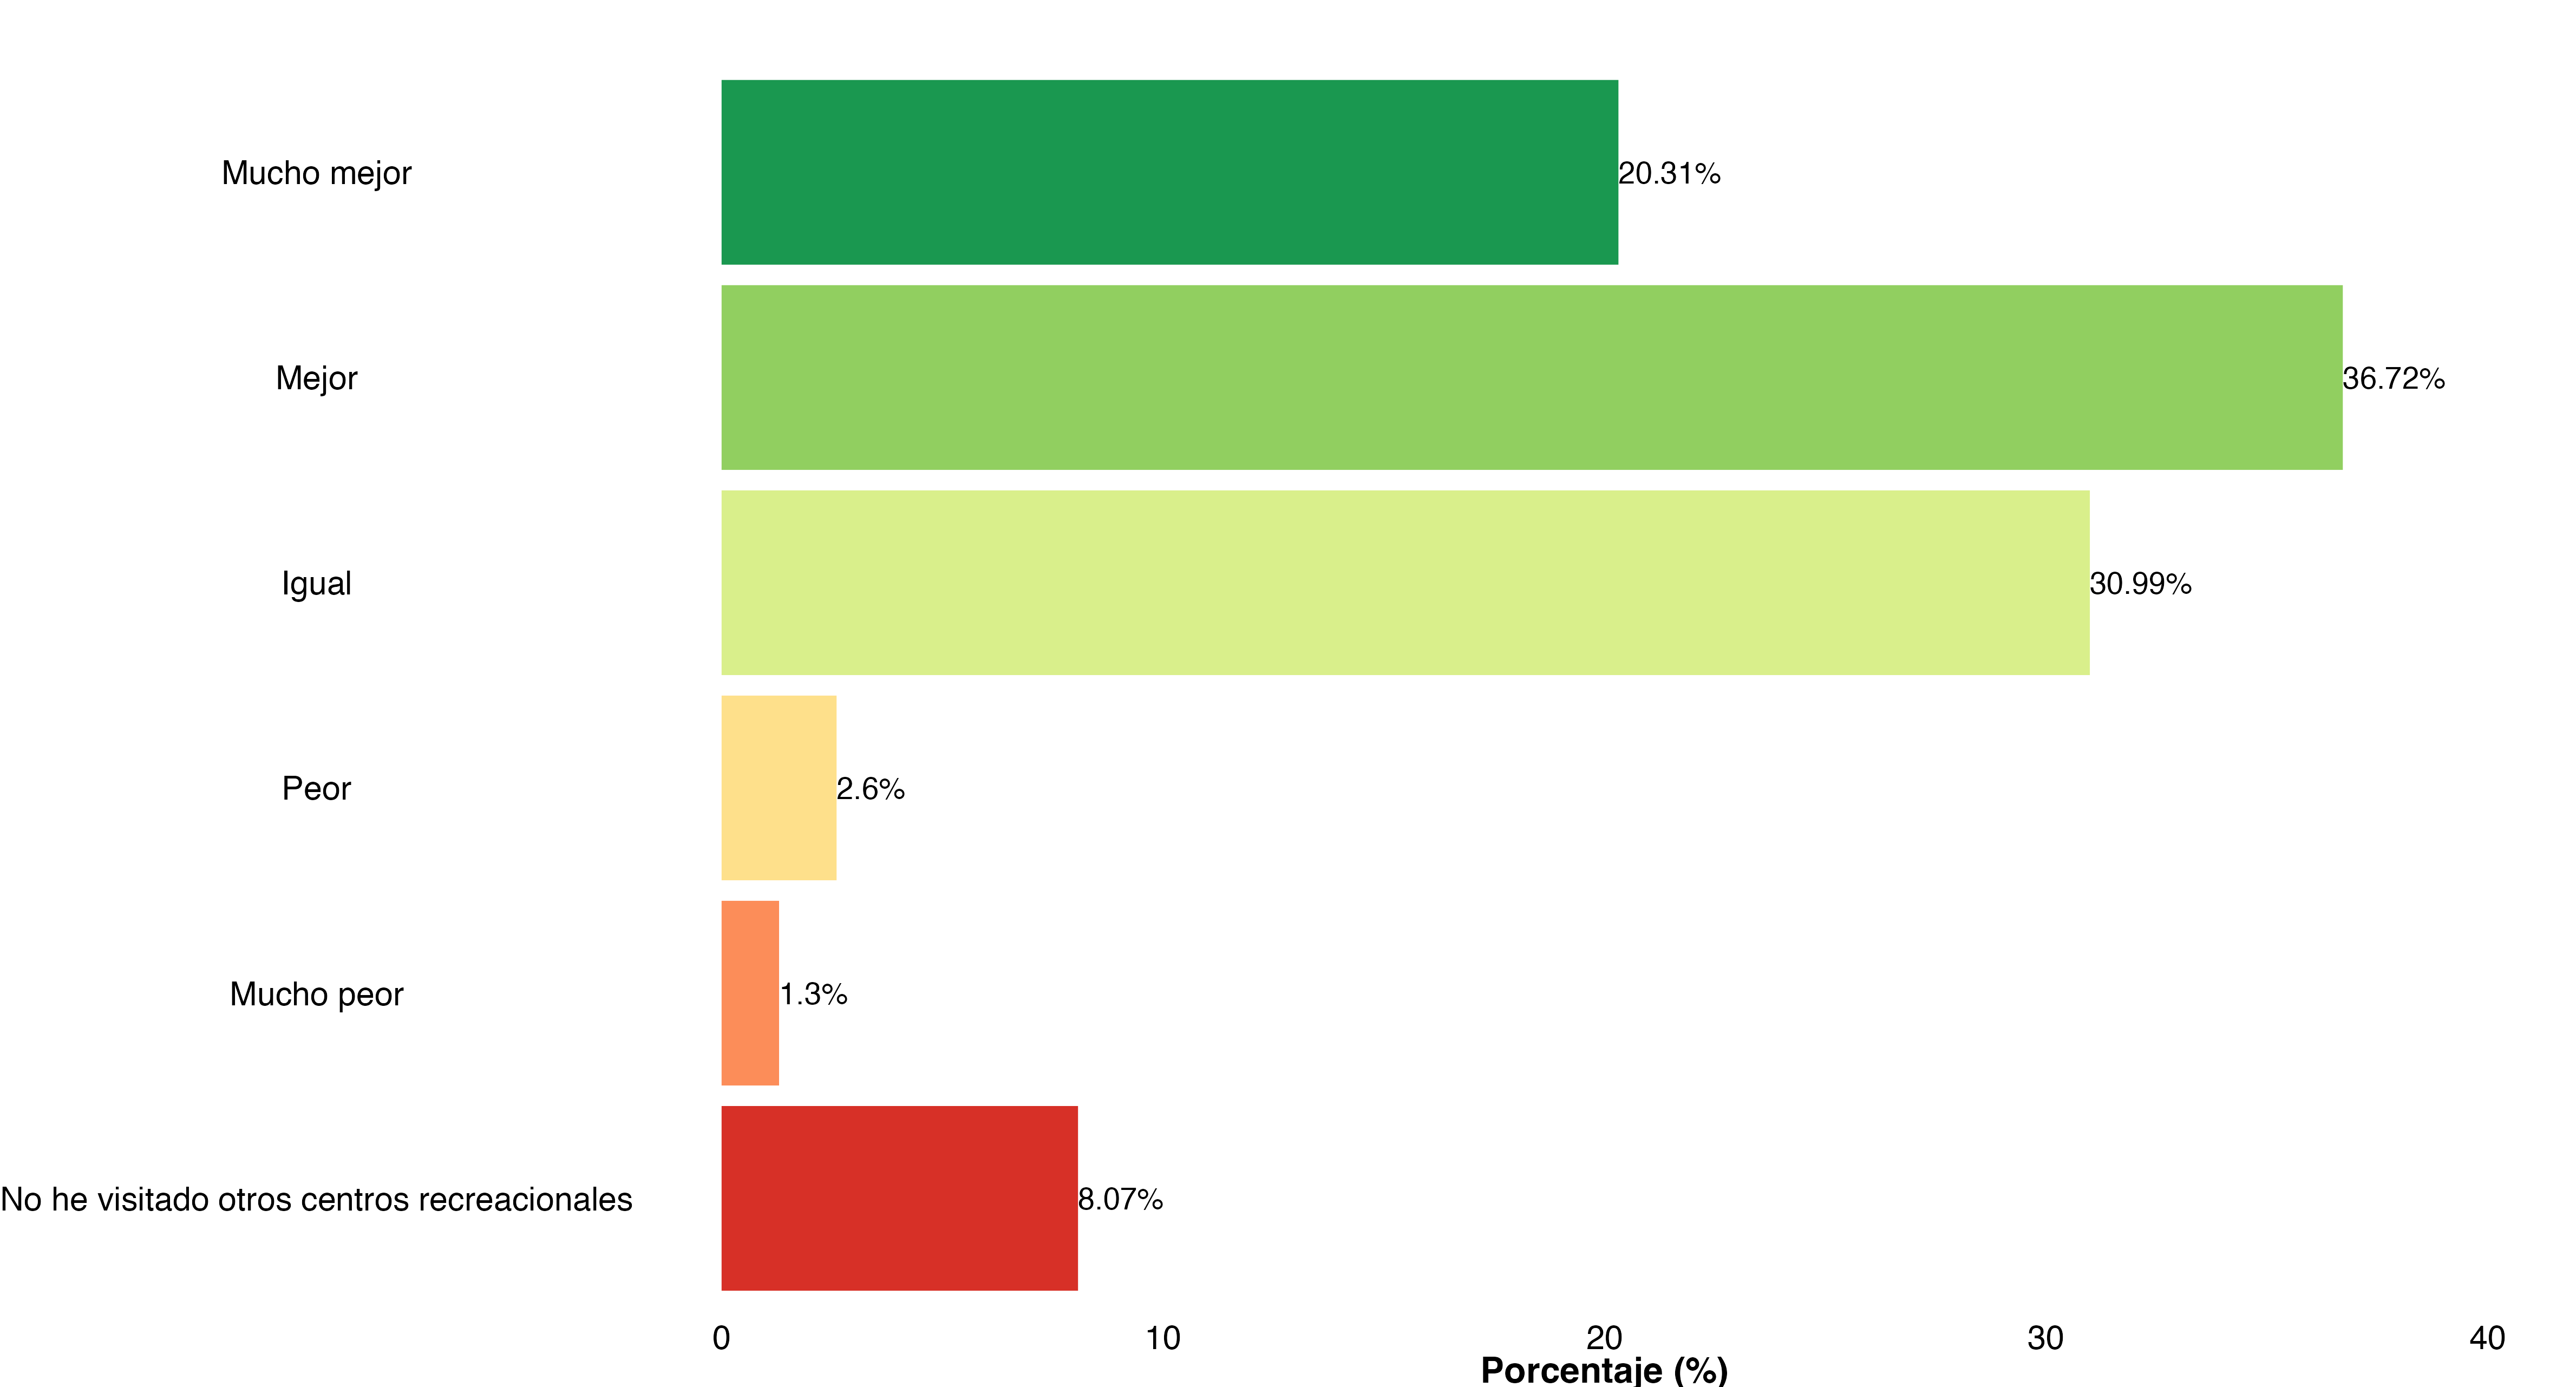 Mucho mejor
20.31%
Mejor
36.72%
Igual
30.99%
Peor
2.6%
Mucho peor
1.3%
No he visitado otros centros recreacionales
8.07%
0 10 20 30 40
Porcentaje (%)